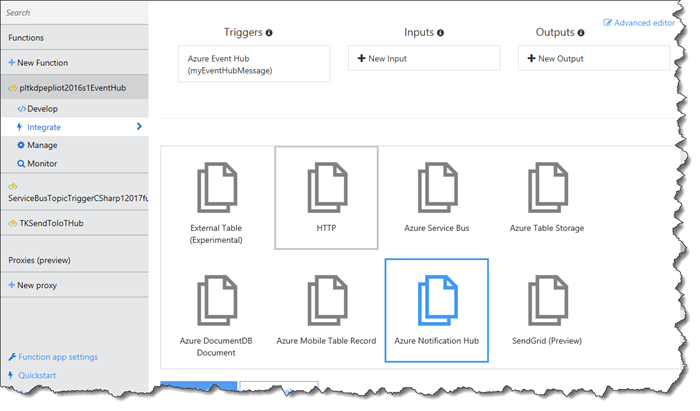 Search
Functions
New Function
pltkdpepliot2016s1EventHub
Develop
Integrate
Manage
Monitor
ServiceBusTopicTriggerCSharp12017fu
TKSendToIoTHub
Proxies (preview)
New proxy
Function app settings
Quickstart
Advanced editor
Triggers
Inputs
Outputs
Azure Event Hub
(myEventHubMessage)
New Input
New Output
External Table
(Experimental)
HTTP
Azure Service Bus
Azure Table Storage
Azure DocumentDB
Document
Azure Mobile Table Record
Azure Notification Hub
SendGrid (Preview)